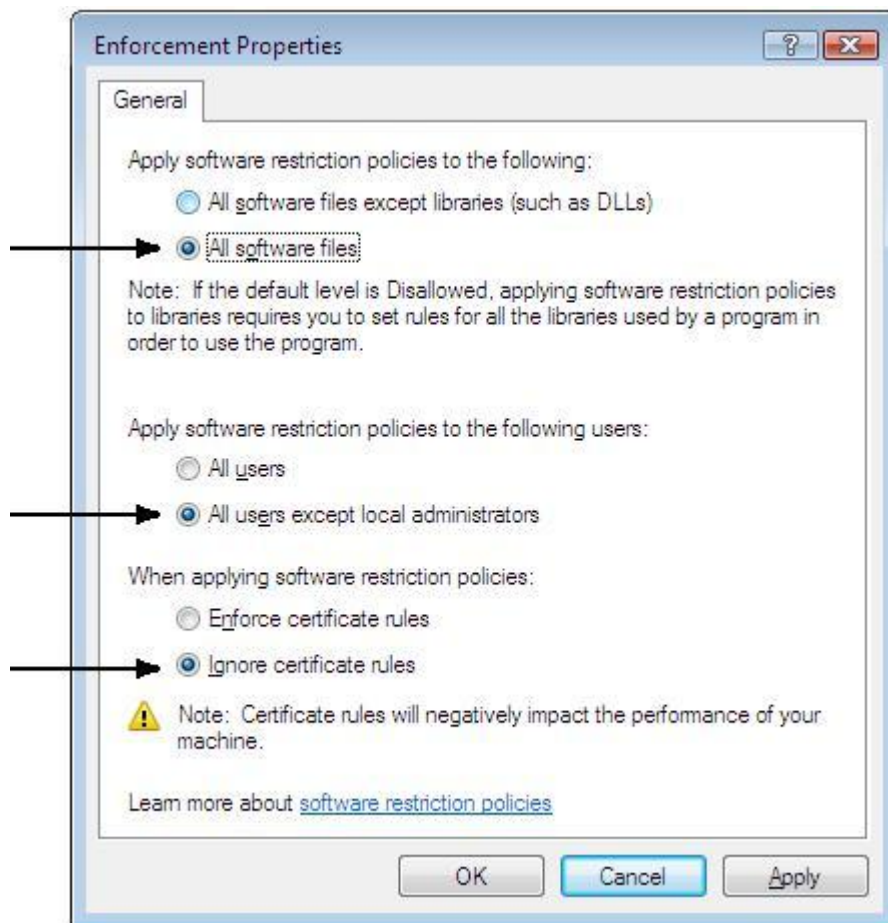 Enforcement Properties
General
Apply software restriction policies to the following:
All software files except libraries (such as DLLs)
All software files
Note:  If the default level is Disallowed, applying software restriction policies
to libraries requires you to set rules for all the libraries used by a program in
order to use the program.
Apply software restriction policies to the following users:
All users
All users except local administrators
When applying software restriction policies:
Enforce certificate rules
Ignore certificate rules
Note:  Certificate rules will negatively impact the performance of your
machine.
Learn more about software restriction policies
OK Cancel Apply